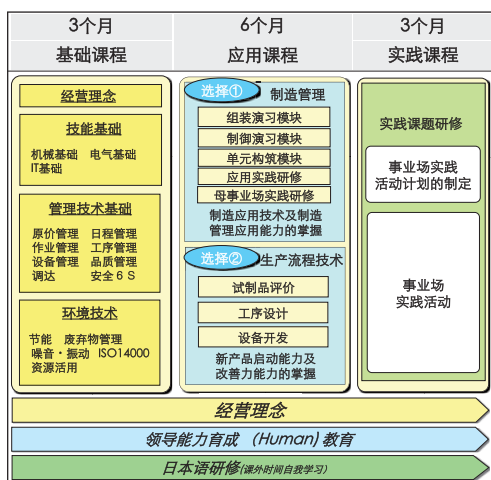 3个月
基础课程
6个月
应用课程
3个月
实践课程
经营理念
技能基础
机械基础 电气基础
IT基础
管理技术基础
原价管理 日程管理
作业管理 工序管理
设备管理 品质管理
调达 安全6S
环境技术
节能 废弃物管理
噪音·振动 ISO14000
资源活用
选择① 制造管理
组装演习模块
制御演习模块
单元构筑模块
应用实践研修
母事业场实践研修
制造应用技术及制造
管理应用能力的掌握
选择② 生产流程技术
试制品评价
工序设计
设备开发
新产品启动能力及
改善力能力的掌握
实践课题研修
事业场实践
活动计划的制定
事业场
实践活动
经营理念
领导能力育成 (Human)教育
日本语研修(课外时间自我学习)